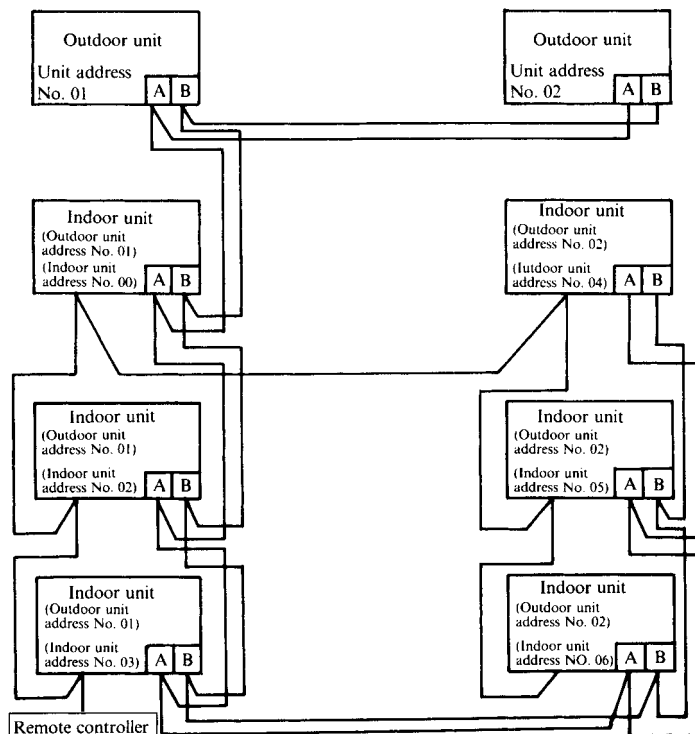 Outdoor unit
Unit address
No. 01
A B
Outdoor unit
Unit address
No. 02
A B
Indoor unit
(Outdoor unit
address No. 01)
(Indoor unit
address No. 00)
A B
Indoor unit
(Outdoor unit
address No. 02)
(Iutdoor unit
address No. 04)
A B
Indoor unit
(Outdoor unit
address No. 01)
(Indoor unit
address No. 02)
A B
Indoor unit
(Outdoor unit
address No. 02)
(Indoor unit
address No. 05)
A B
Indoor unit
(Outdoor unit
address No. 01)
(Indoor unit
address No. 03)
A B
Indoor unit
(Outdoor unit
address No. 02)
(Indoor unit
address NO. 06)
A B
Remote controller